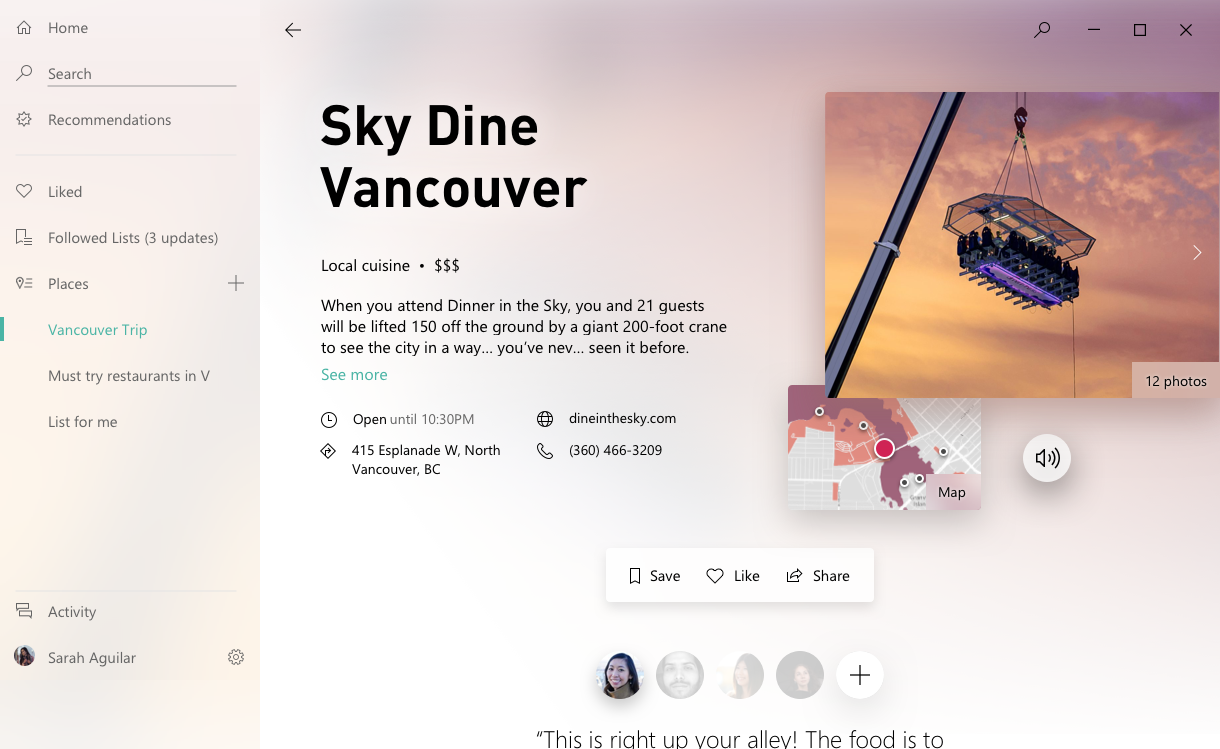 Home
Search
Recommendations
Liked
Followed Lists (3 updates)
Places
Vancouver Trip
Must try restaurants in V
List for me
Activity
Sarah Aguilar
Sky Dine
Vancouver
Local cuisine • $$$
When you attend Dinner in the Sky, you and 21 guests
will be lifted 150 off the ground by a giant 200-foot crane
to see the city in a way... you've nev... seen it before.
See more
Open until 10:30PM
dineinthesky.com
415 Esplanade W, North
Vancouver, BC
(360) 466-3209
12 photos
Map
Save
Like
Share
“This is right up your alley! The food is to